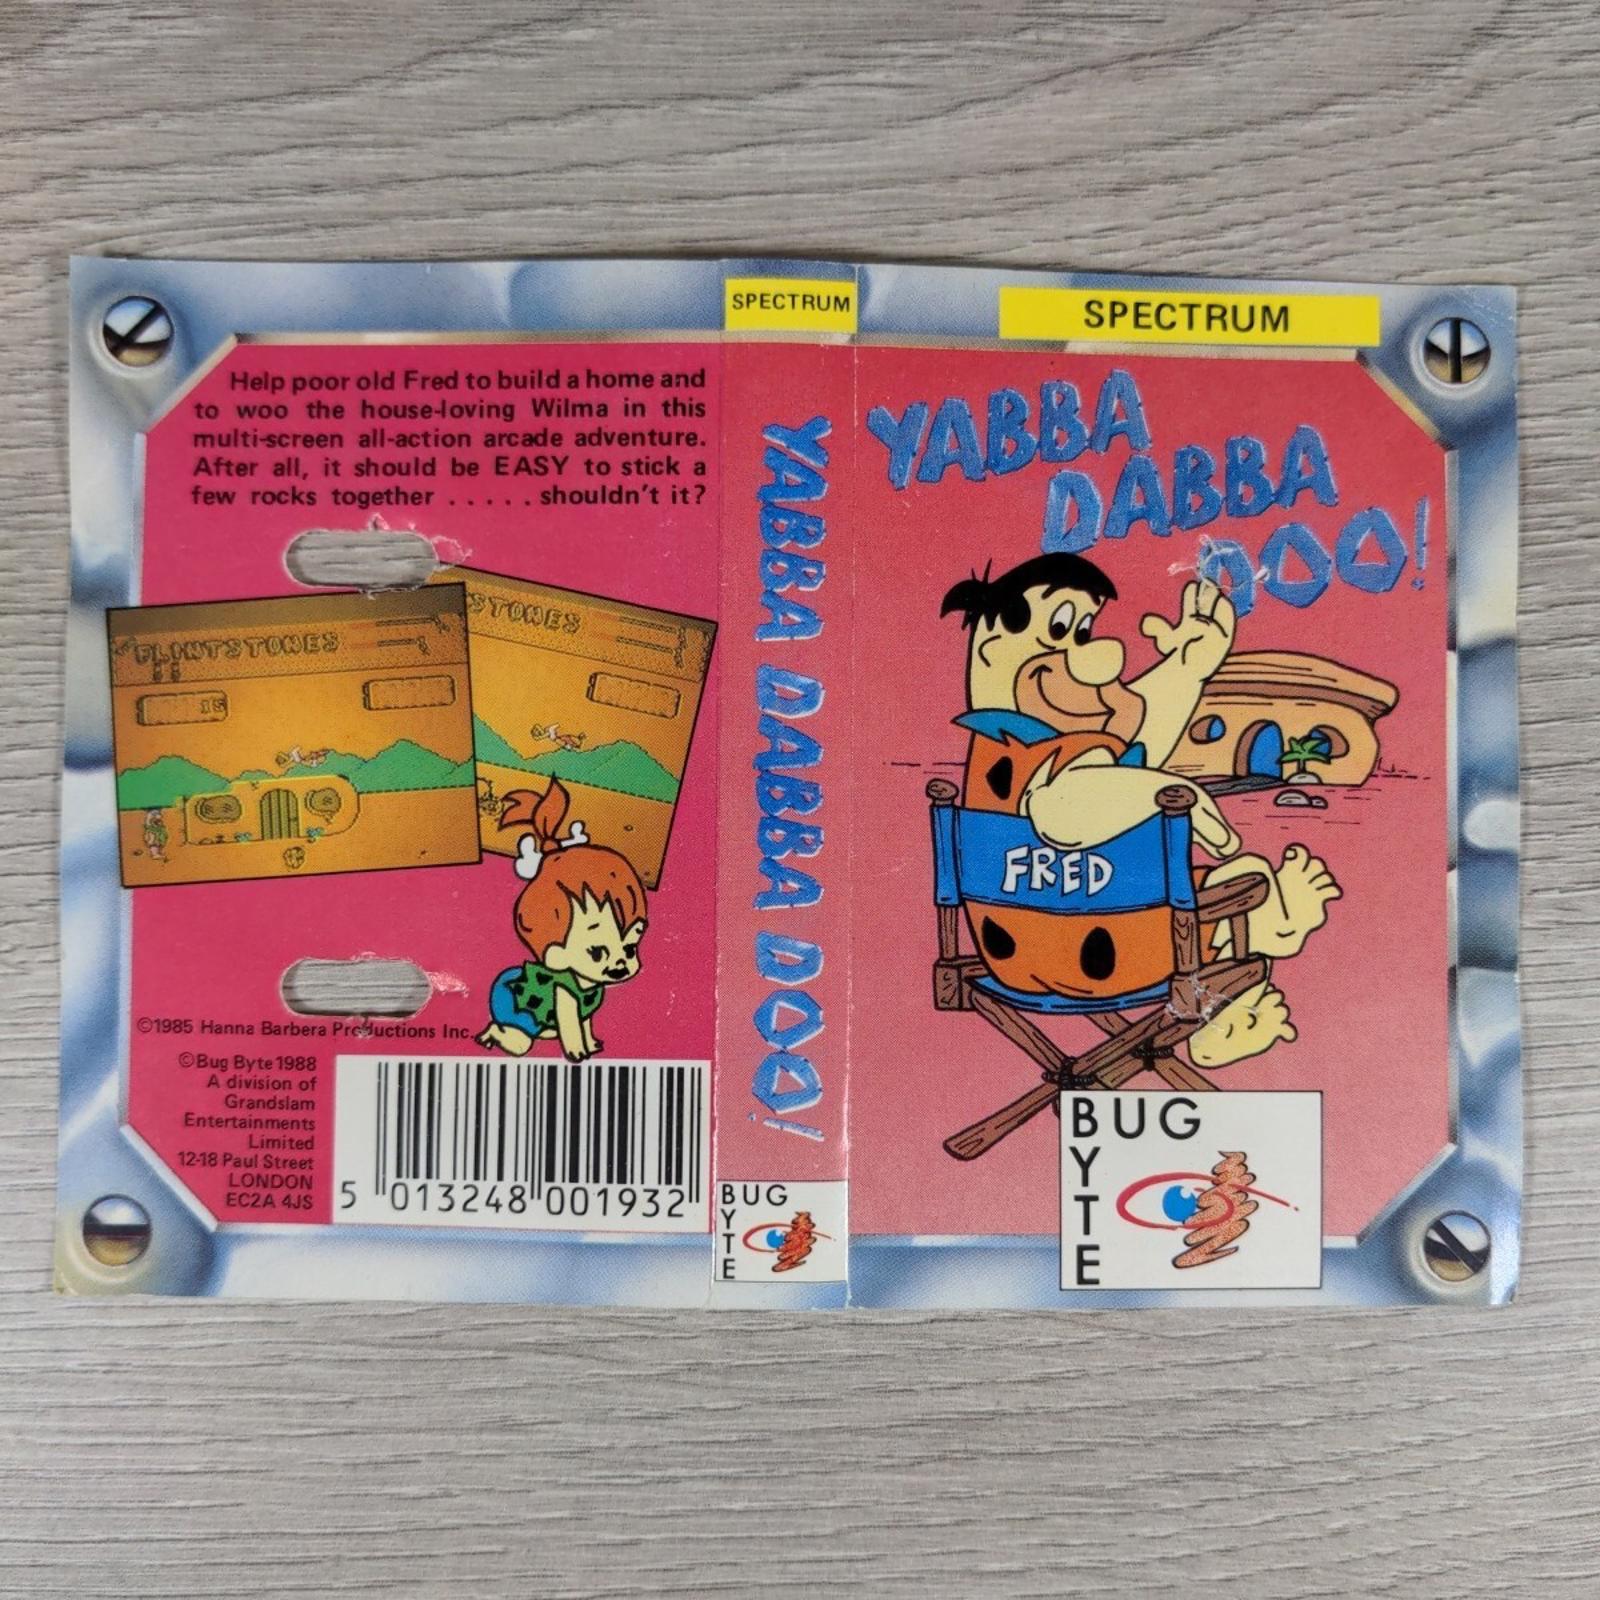 Help poor old Fred to build a home and
to woo the house-loving Wilma in this
multi-screen all-action arcade adventure.
After all, it should be EASY to stick a
few rocks together ..... shouldn't it?
FLINTSTONES
15
STONES
©1985 Hanna Barbera Productions Inc.
©Bug Byte 1988
A division of
Grandslam
Entertainments
Limited
12-18 Paul Street
LONDON
EC2A 4JS
5 013248 001932
SPECTRUM
YABBA DABBA DOO!
BUG
BYTE
SPECTRUM
YABBA
DABBA
DOO!
FRED
BUG
BYTE